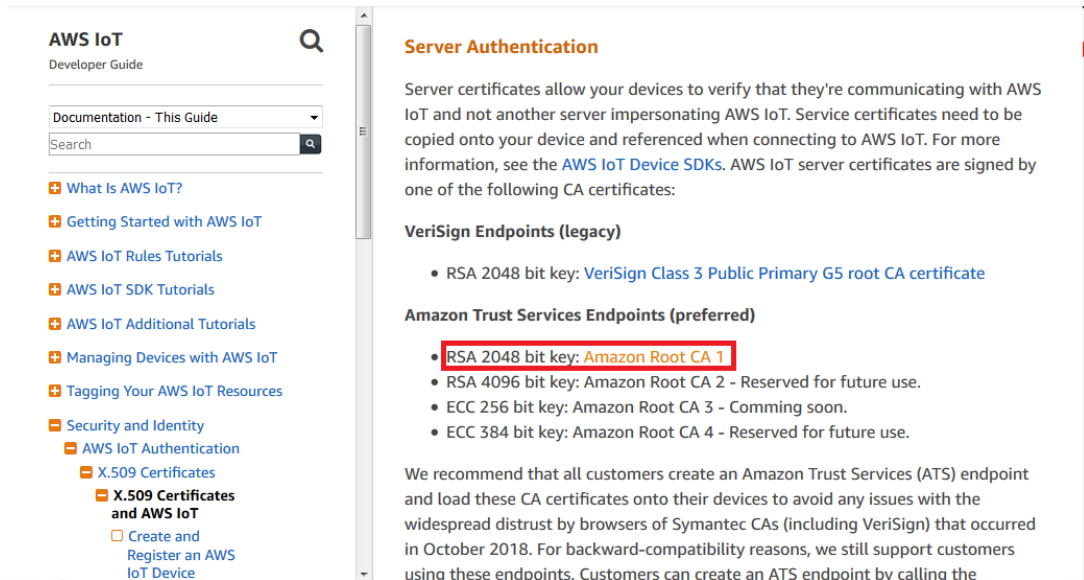 AWS IoT
Developer Guide
Documentation - This Guide
Search
What Is AWS IoT?
Getting Started with AWS IoT
AWS IoT Rules Tutorials
AWS IoT SDK Tutorials
AWS IoT Additional Tutorials
Managing Devices with AWS IoT
Tagging Your AWS IoT Resources
Security and Identity
AWS IoT Authentication
X.509 Certificates
X.509 Certificates
and AWS IoT
Create and
Register an AWS
IoT Device
Server Authentication
Server certificates allow your devices to verify that they're communicating with AWS
IoT and not another server impersonating AWS IoT. Service certificates need to be
copied onto your device and referenced when connecting to AWS IoT. For more
information, see the AWS IoT Device SDKs. AWS IoT server certificates are signed by
one of the following CA certificates:
VeriSign Endpoints (legacy)
• RSA 2048 bit key: VeriSign Class 3 Public Primary G5 root CA certificate
Amazon Trust Services Endpoints (preferred)
• RSA 2048 bit key: Amazon Root CA 1
• RSA 4096 bit key: Amazon Root CA 2 - Reserved for future use.
• ECC 256 bit key: Amazon Root CA 3 - Comming soon.
• ECC 384 bit key: Amazon Root CA 4 - Reserved for future use.
We recommend that all customers create an Amazon Trust Services (ATS) endpoint
and load these CA certificates onto their devices to avoid any issues with the
widespread distrust by browsers of Symantec CAs (including VeriSign) that occurred
in October 2018. For backward-compatibility reasons, we still support customers
using these endpoints. Customers can create an ATS endpoint by calling the